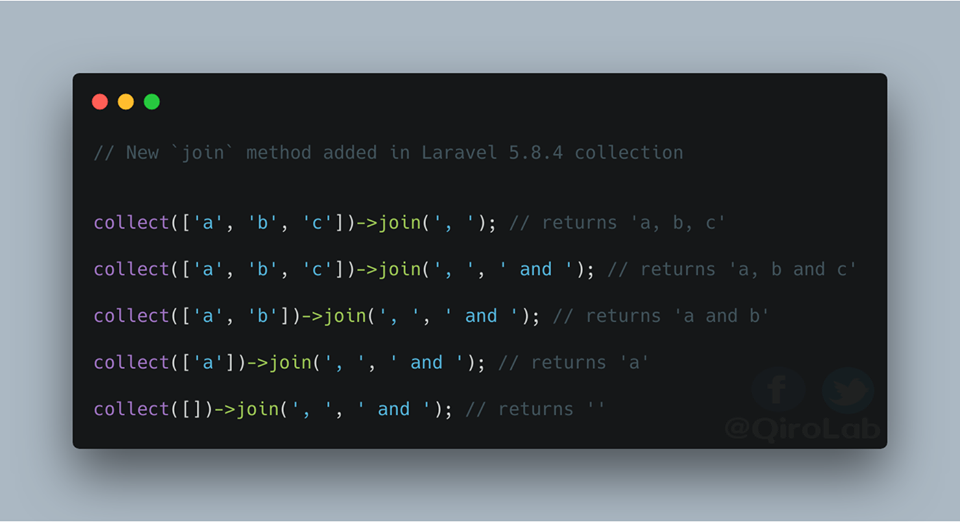 // New `join` method added in Laravel 5.8.4 collection
collect(['a', 'b', 'c'])->join(', '); // returns 'a, b, c'
collect(['a', 'b', 'c'])->join(', ', ' and '); // returns 'a, b and c'
collect(['a', 'b'])->join(', ', ' and '); // returns 'a and b'
collect(['a'])->join(', ', ' and '); // returns 'a'
collect([])->join(', ', ' and '); // returns ''
@QiroLab